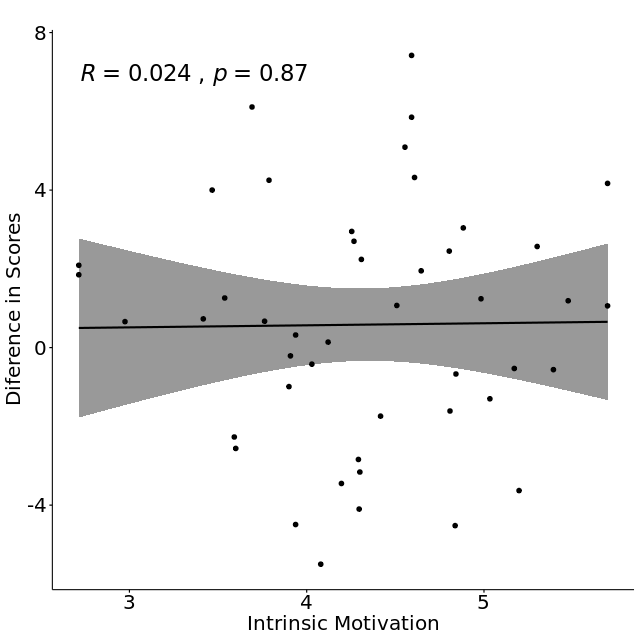 8
R = 0.024 , p = 0.87
4
0
-4
Diference in Scores
3 4 5
Intrinsic Motivation